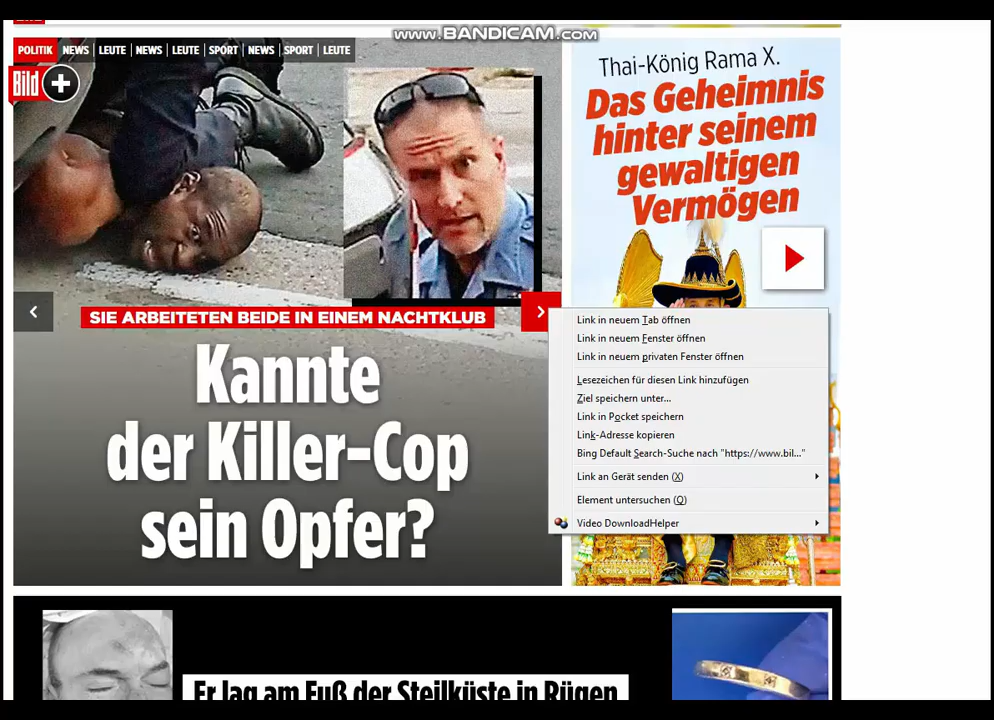 www.BANDICAM.com
POLITIK NEWS LEUTE NEWS LEUTE SPORT NEWS SPORT LEUTE
Bild +
SIE ARBEITETEN BEIDE IN EINEM NACHTKLUB
Kannte
der Killer-Cop
sein Opfer?
Thai-König Rama X.
Das Geheimnis
hinter seinem
gewaltigen
Vermögen
Link in neuem Tab öffnen
Link in neuem Fenster öffnen
Link in neuem privaten Fenster öffnen
Lesezeichen für diesen Link hinzufügen
Ziel speichern unter...
Link in Pocket speichern
Link-Adresse kopieren
Bing Default Search-Suche nach "https://www.bil..."
Link an Gerät senden (X)
Element untersuchen (Q)
Video DownloadHelper
Er lag am Fuß der Steilküste in Rügen